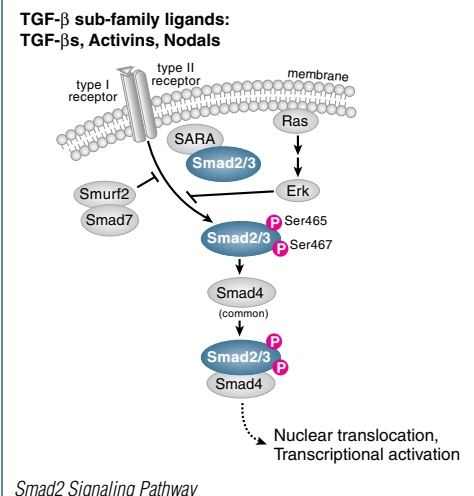 TGF-β sub-family ligands:
TGF-βs, Activins, Nodals
type I
receptor
type II
receptor
membrane
Ras
SARA
Smad2/3
Erk
Smurf2
Smad7
Smad2/3
P
Ser465
P
Ser467
Smad4
(common)
P
Smad2/3
P
Smad4
Nuclear translocation,
Transcriptional activation
Smad2 Signaling Pathway